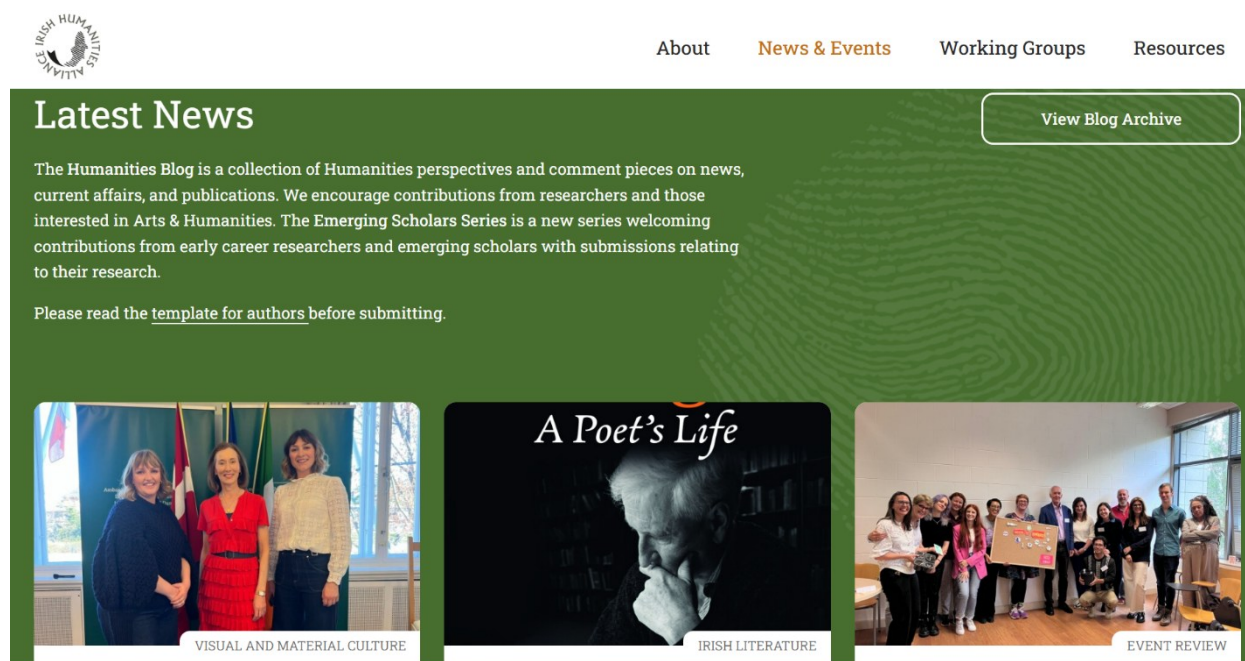 IRISH HUMANITIES ALLIANCE
About
News & Events
Working Groups
Resources
Latest News
View Blog Archive
The Humanities Blog is a collection of Humanities perspectives and comment pieces on news,
current affairs, and publications. We encourage contributions from researchers and those
interested in Arts & Humanities. The Emerging Scholars Series is a new series welcoming
contributions from early career researchers and emerging scholars with submissions relating
to their research.
Please read the template for authors before submitting.
A Poet's Life
VISUAL AND MATERIAL CULTURE
IRISH LITERATURE
EVENT REVIEW